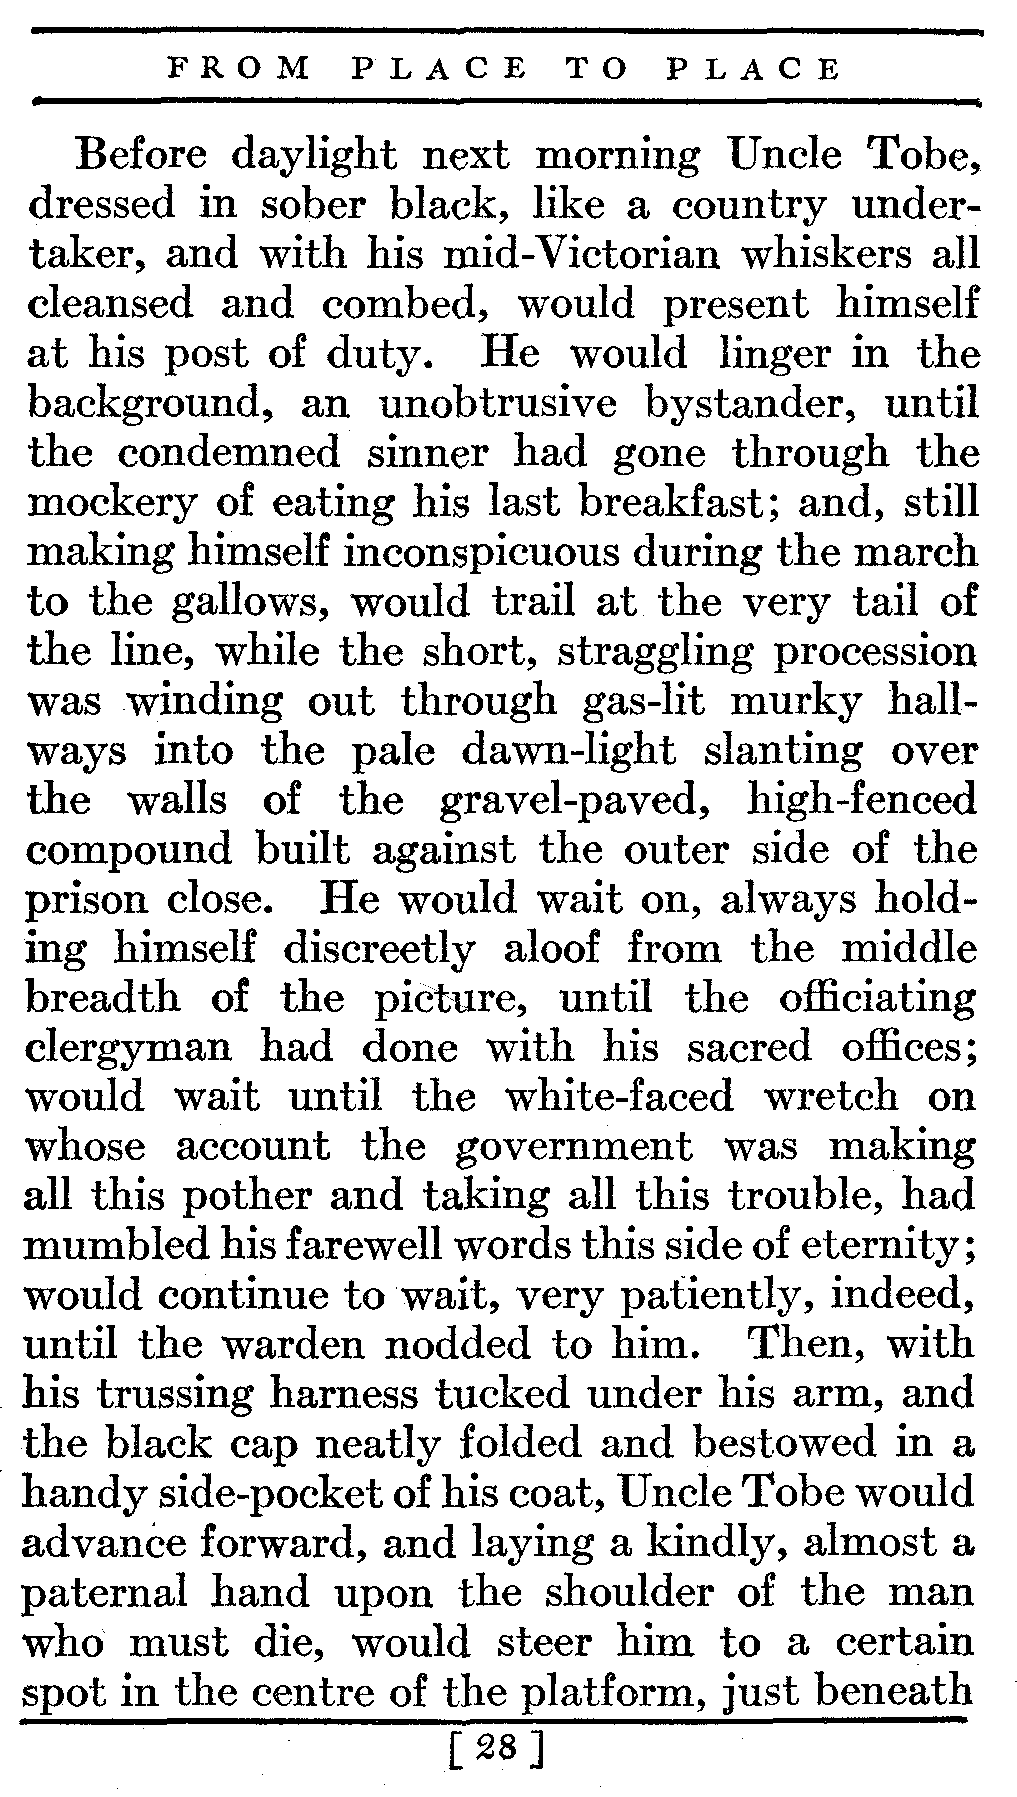 FROM PLACE TO PLACE
Before daylight next morning Uncle Tobe,
dressed in sober black, like a country under-
taker, and with his mid-Victorian whiskers all
cleansed and combed, would present himself
at his post of duty. He would linger in the
background, an unobtrusive bystander, until
the condemned sinner had gone through the
mockery of eating his last breakfast; and, still
making himself inconspicuous during the march
to the gallows, would trail at the very tail of
the line, while the short, straggling procession
was winding out through gas-lit murky hall-
ways into the pale dawn-light slanting over
the walls of the gravel-paved, high-fenced
compound built against the outer side of the
prison close. He would wait on, always hold-
ing himself discreetly aloof from the middle
breadth of the picture, until the officiating
clergyman had done with his sacred offices;
would wait until the white-faced wretch on
whose account the government was making
all this pother and taking all this trouble, had
mumbled his farewell words this side of eternity;
would continue to wait, very patiently, indeed,
until the warden nodded to him. Then, with
his trussing harness tucked under his arm, and
the black cap neatly folded and bestowed in a
handy side-pocket of his coat, Uncle Tobe would
advance forward, and laying a kindly, almost a
paternal hand upon the shoulder of the man
who must die, would steer him to a certain
spot in the centre of the platform, just beneath
[ 28 ]